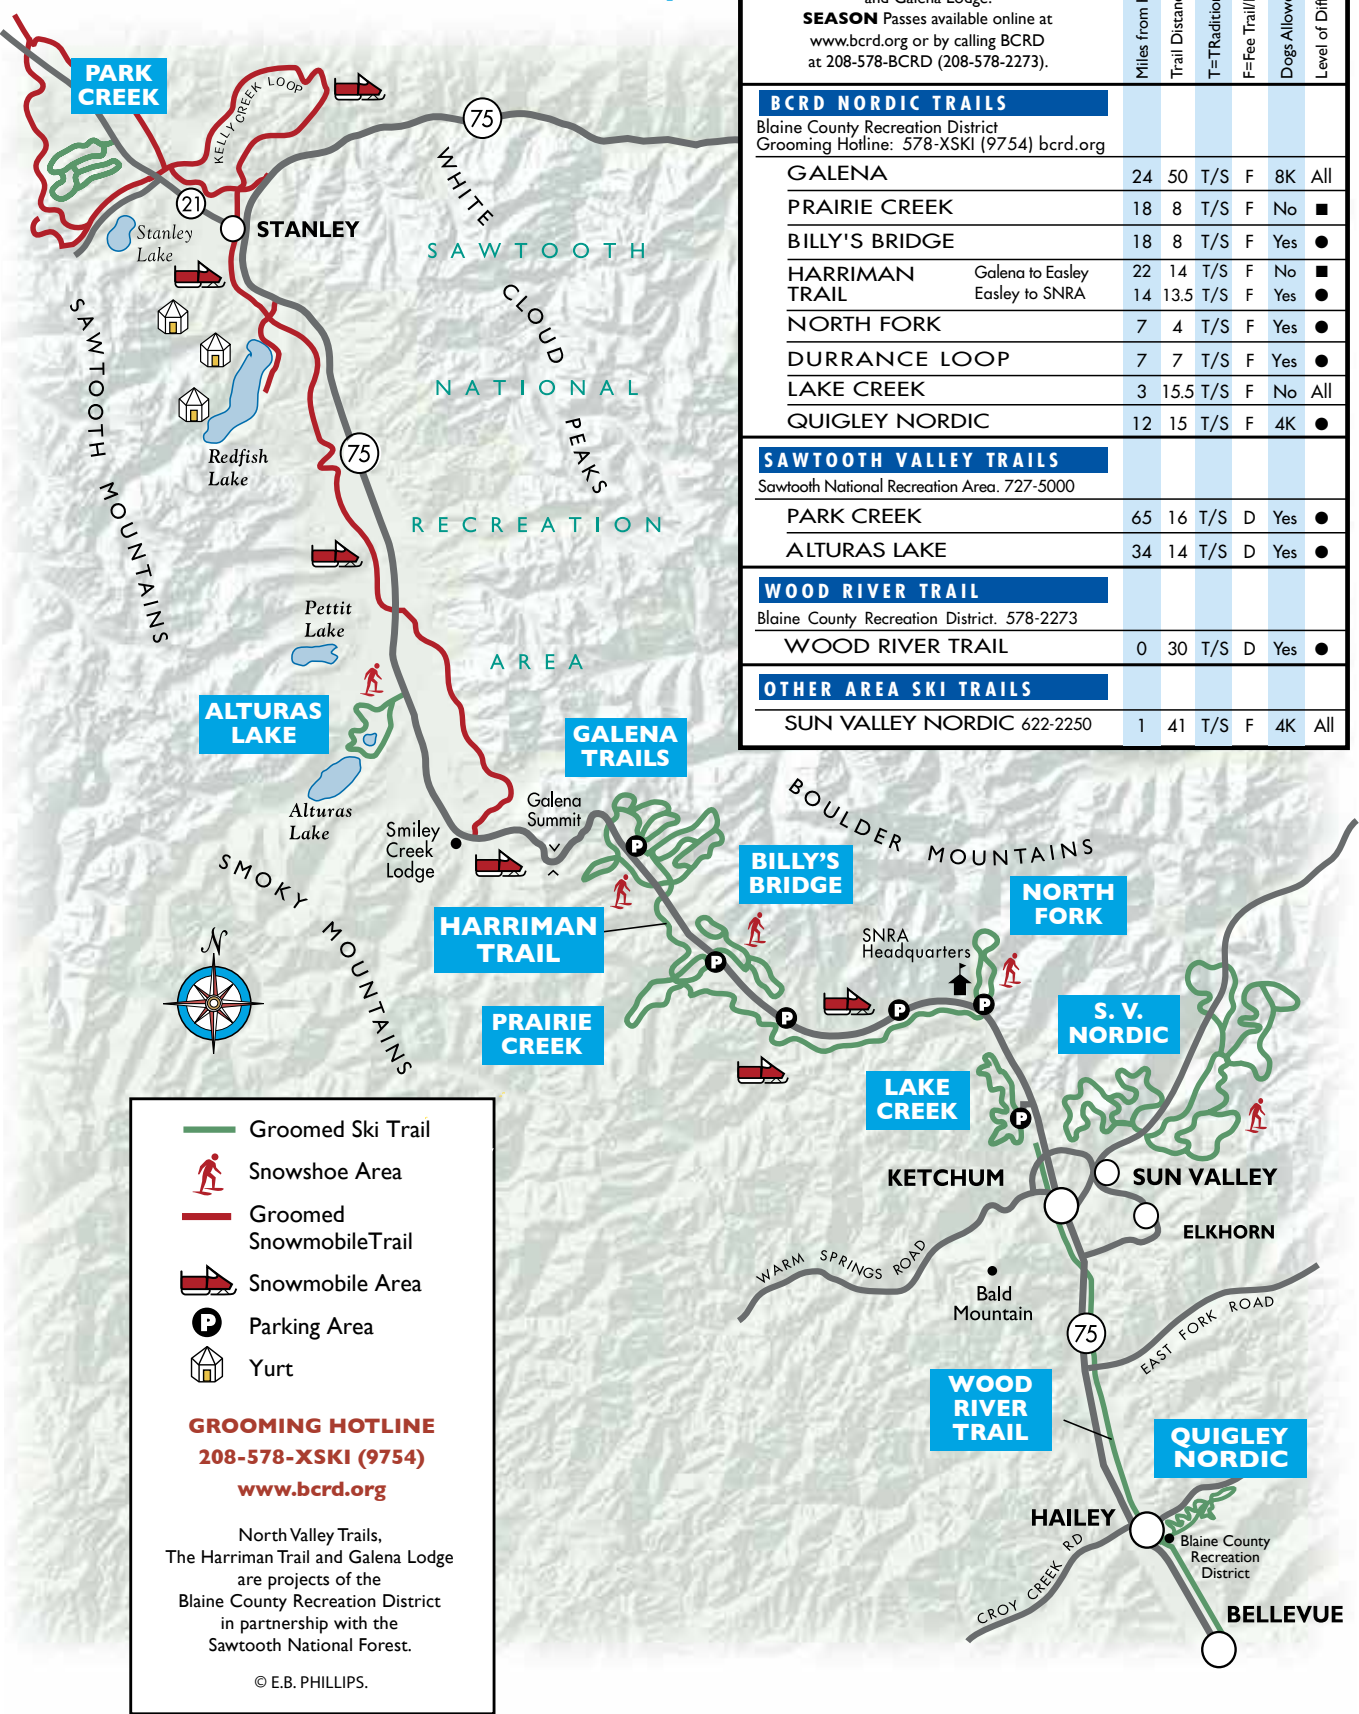 and Galena Lodge.
SEASON Passes available online at
www.bcrd.org or by calling BCRD
at 208-578-BCRD (208-578-2273).
Miles from
Trail Distanc
T=TRadition
F=Fee Trail/
Dogs Allowe
Level of Diff
BCRD NORDIC TRAILS
Blaine County Recreation District
Grooming Hotline: 578-XSKI (9754) bcrd.org
GALENA 24 50 T/S F 8K All
PRAIRIE CREEK 18 8 T/S F No ■
BILLY'S BRIDGE 18 8 T/S F Yes ●
HARRIMAN Galena to Easley 22 14 T/S F No ■
TRAIL Easley to SNRA 14 13.5 T/S F Yes ●
NORTH FORK 7 4 T/S F Yes ●
DURRANCE LOOP 7 7 T/S F Yes ●
LAKE CREEK 3 15.5 T/S F No All
QUIGLEY NORDIC 12 15 T/S F 4K ●
SAWTOOTH VALLEY TRAILS
Sawtooth National Recreation Area. 727-5000
PARK CREEK 65 16 T/S D Yes ●
ALTURAS LAKE 34 14 T/S D Yes ●
WOOD RIVER TRAIL
Blaine County Recreation District. 578-2273
WOOD RIVER TRAIL 0 30 T/S D Yes ●
OTHER AREA SKI TRAILS
SUN VALLEY NORDIC 622-2250 1 41 T/S F 4K All
PARK
CREEK
KELLY CREEK LOOP
75
21
STANLEY
Stanley
Lake
WHITE
CLOUD
PEAKS
SAWTOOTH
NATIONAL
RECREATION
AREA
SAWTOOTH
MOUNTAINS
Redfish
Lake
75
Pettit
Lake
ALTURAS
LAKE
Alturas
Lake
GALENA
TRAILS
Galena
Summit
Smiley
Creek
Lodge
SMOKY
MOUNTAINS
BOULDER MOUNTAINS
BILLY'S
BRIDGE
HARRIMAN
TRAIL
PRAIRIE
CREEK
NORTH
FORK
SNRA
Headquarters
N
P
P
P
P
P
P
S. V.
NORDIC
LAKE
CREEK
KETCHUM
SUN VALLEY
ELKHORN
WARM SPRINGS ROAD
Bald
Mountain
75
EAST FORK ROAD
WOOD
RIVER
TRAIL
QUIGLEY
NORDIC
HAILEY
Blaine County
Recreation
District
CROY CREEK RD
BELLEVUE
Groomed Ski Trail
Snowshoe Area
Groomed
SnowmobileTrail
Snowmobile Area
P Parking Area
Yurt
GROOMING HOTLINE
208-578-XSKI (9754)
www.bcrd.org
North Valley Trails,
The Harriman Trail and Galena Lodge
are projects of the
Blaine County Recreation District
in partnership with the
Sawtooth National Forest.
© E.B. PHILLIPS.